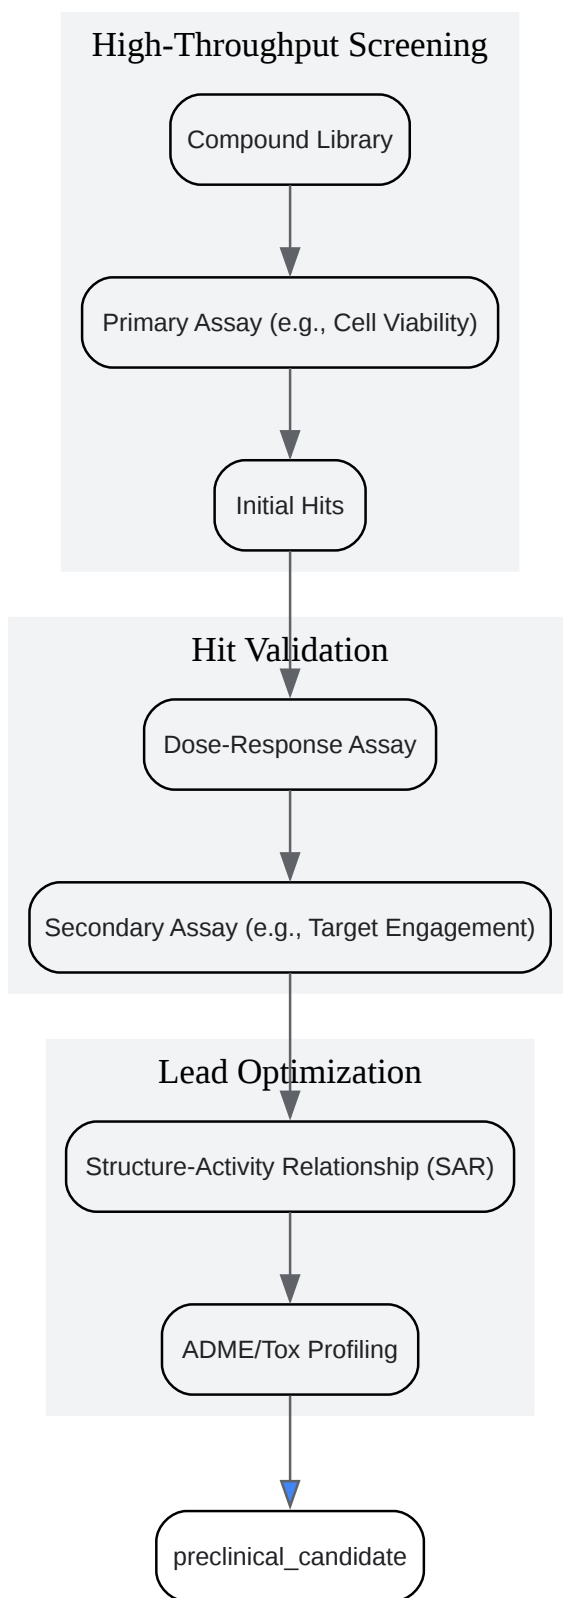 High-Throughput Screening
Compound Library
Primary Assay (e.g., Cell Viability)
Initial Hits
Hit Validation
Dose-Response Assay
Secondary Assay (e.g., Target Engagement)
Lead Optimization
Structure-Activity Relationship (SAR)
ADME/Tox Profiling
preclinical_candidate